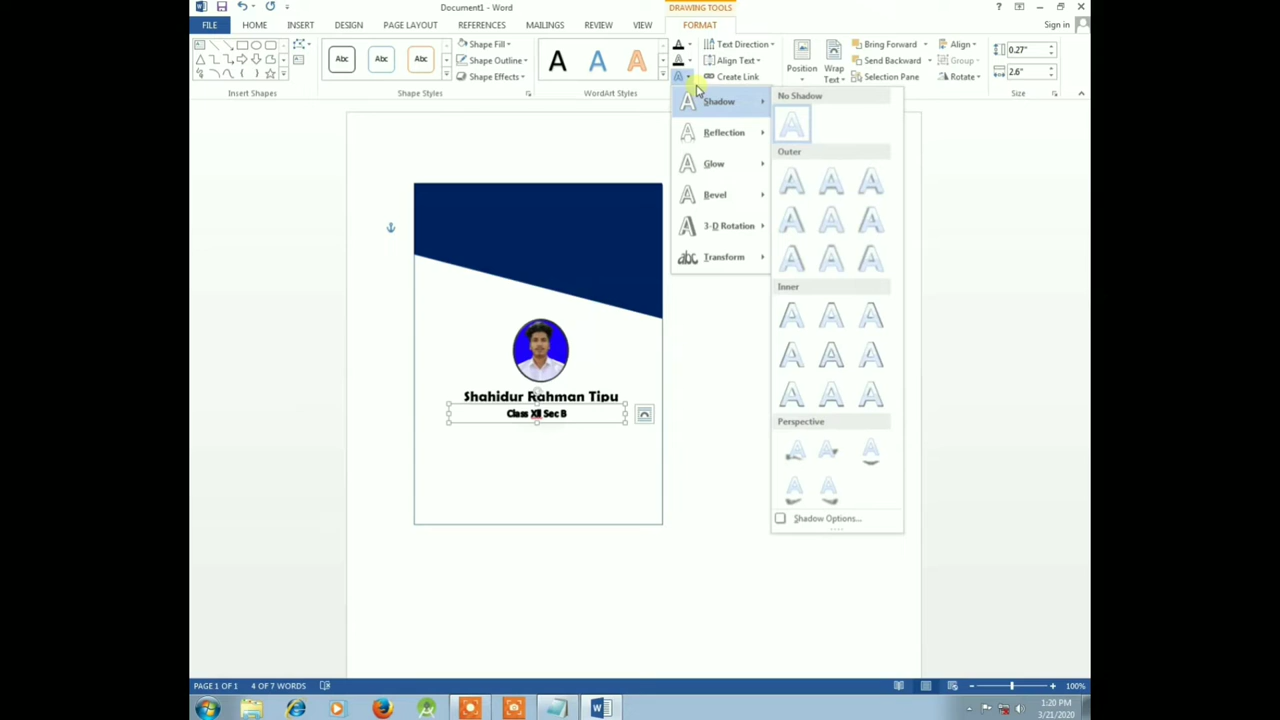 Document1 - Word
DRAWING TOOLS
FILE
HOME
INSERT
DESIGN
PAGE LAYOUT
REFERENCES
MAILINGS
REVIEW
VIEW
FORMAT
Sign in
Insert Shapes
Abc
Abc
Abc
Shape Fill
Shape Outline
Shape Effects
Shape Styles
A
A
A
WordArt Styles
Text Direction
Align Text
Create Link
Position
Wrap
Text
Bring Forward
Send Backward
Selection Pane
Align
Group
Rotate
0.27"
2.6"
Size
Shadow
Reflection
Glow
Bevel
3-D Rotation
Transform
No Shadow
Outer
Inner
Perspective
Shadow Options...
Shahidur Rahman Tipu
Class XII Sec B
PAGE 1 OF 1
4 OF 7 WORDS
100%
1:20 PM
3/21/2020